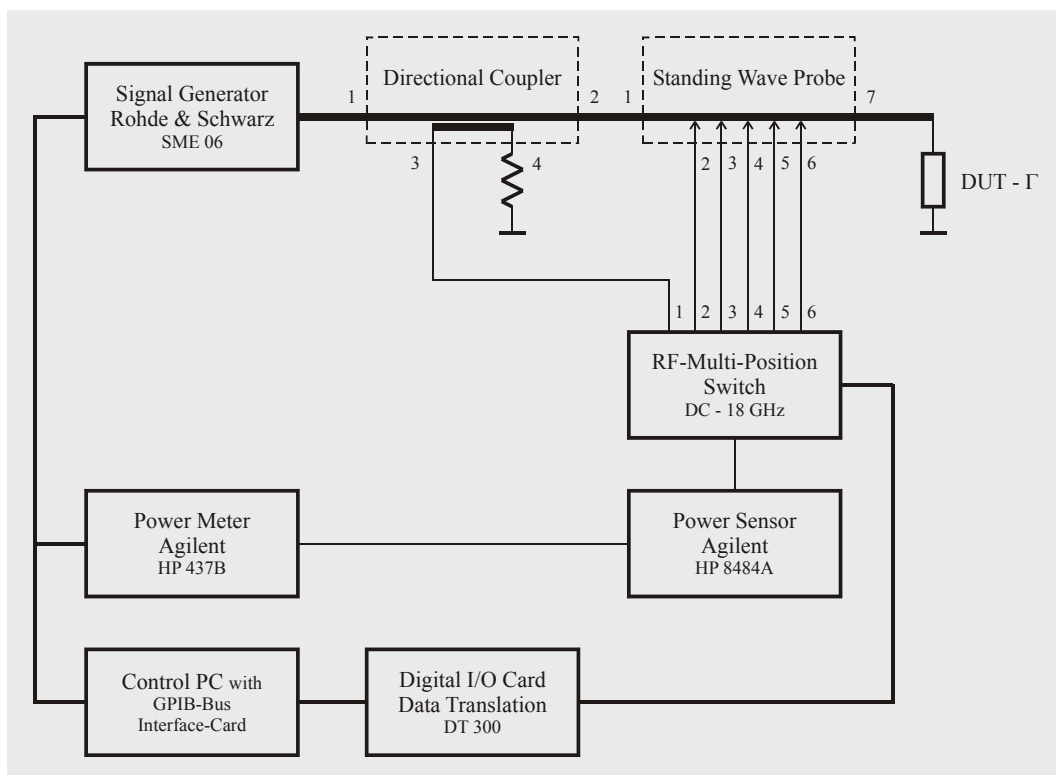 Signal Generator
Rohde & Schwarz
SME 06
1
Directional Coupler
2
3
4
1
Standing Wave Probe
7
2 3 4 5 6
DUT - Γ
1 2 3 4 5 6
RF-Multi-Position
Switch
DC - 18 GHz
Power Meter
Agilent
HP 437B
Power Sensor
Agilent
HP 8484A
Control PC with
GPIB-Bus
Interface-Card
Digital I/O Card
Data Translation
DT 300